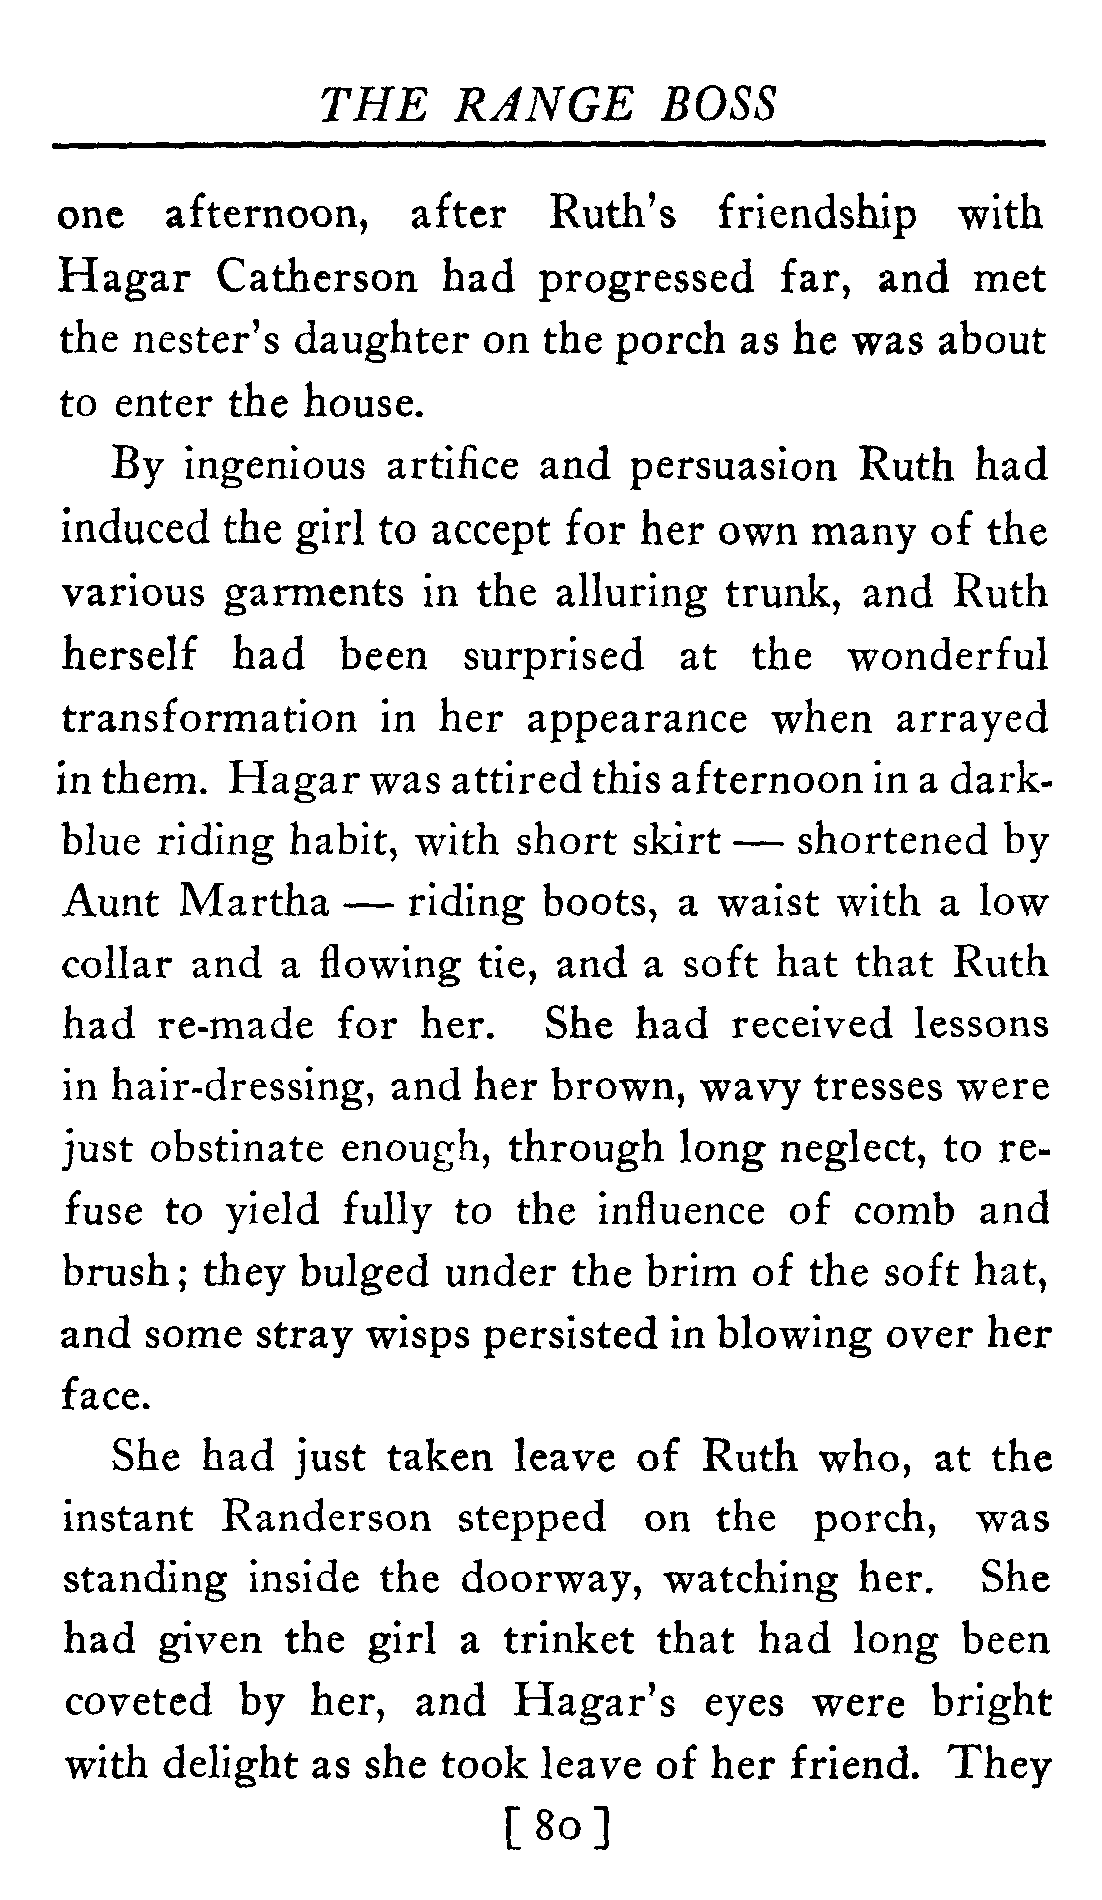 THE RANGE BOSS
one afternoon, after Ruth's friendship with
Hagar Catherson had progressed far, and met
the nester's daughter on the porch as he was about
to enter the house.
By ingenious artifice and persuasion Ruth had
induced the girl to accept for her own many of the
various garments in the alluring trunk, and Ruth
herself had been surprised at the wonderful
transformation in her appearance when arrayed
in them. Hagar was attired this afternoon in a dark-
blue riding habit, with short skirt — shortened by
Aunt Martha — riding boots, a waist with a low
collar and a flowing tie, and a soft hat that Ruth
had re-made for her. She had received lessons
in hair-dressing, and her brown, wavy tresses were
just obstinate enough, through long neglect, to re-
fuse to yield fully to the influence of comb and
brush; they bulged under the brim of the soft hat,
and some stray wisps persisted in blowing over her
face.
She had just taken leave of Ruth who, at the
instant Randerson stepped on the porch, was
standing inside the doorway, watching her. She
had given the girl a trinket that had long been
coveted by her, and Hagar's eyes were bright
with delight as she took leave of her friend. They
[ 80 ]